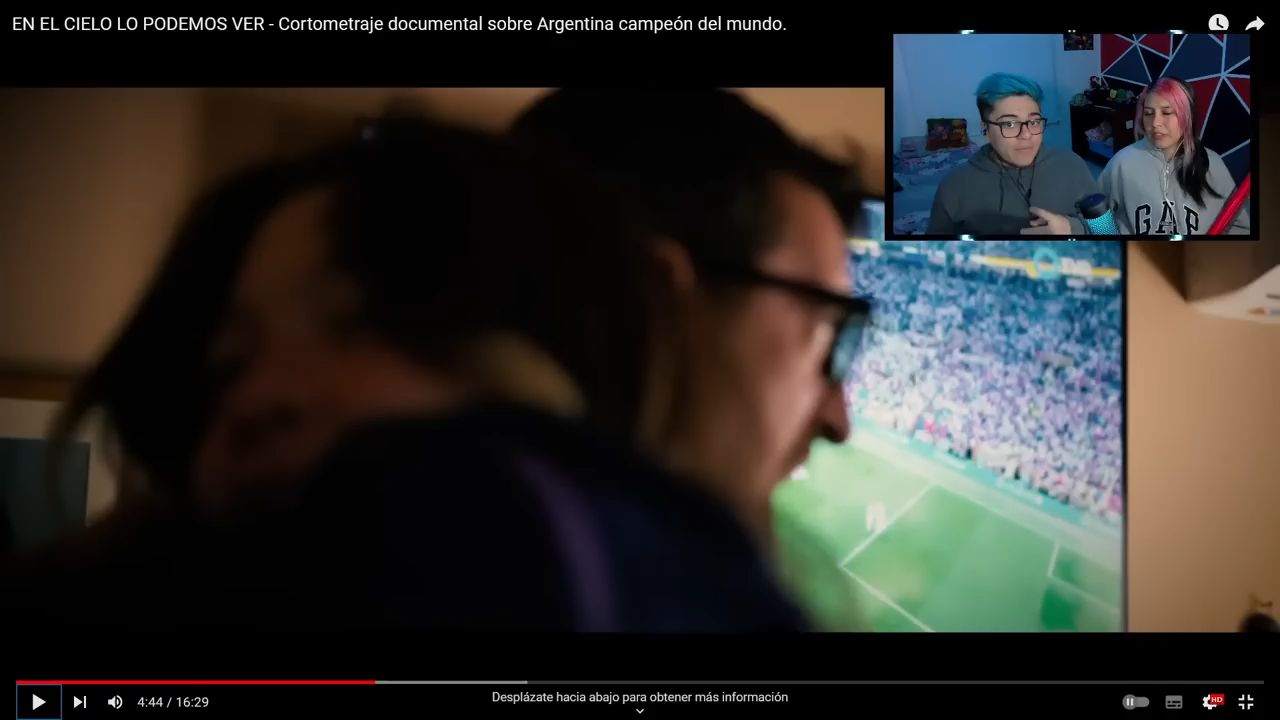 EN EL CIELO LO PODEMOS VER - Cortometraje documental sobre Argentina campeón del mundo.
GAP
4:44 / 16:29
Desplázate hacia abajo para obtener más información
HD